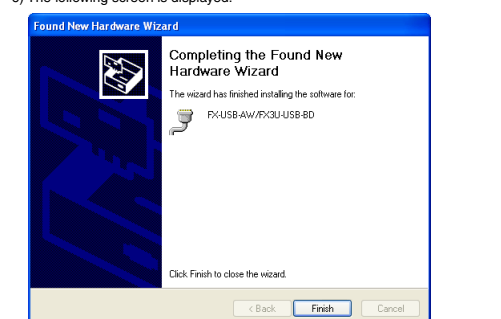 The following screen is displayed.
Found New Hardware Wizard
Completing the Found New
Hardware Wizard
The wizard has finished installing the software for:
FX-USB-AW/FX3U-USB-BD
Click Finish to close the wizard.
< Back Finish Cancel